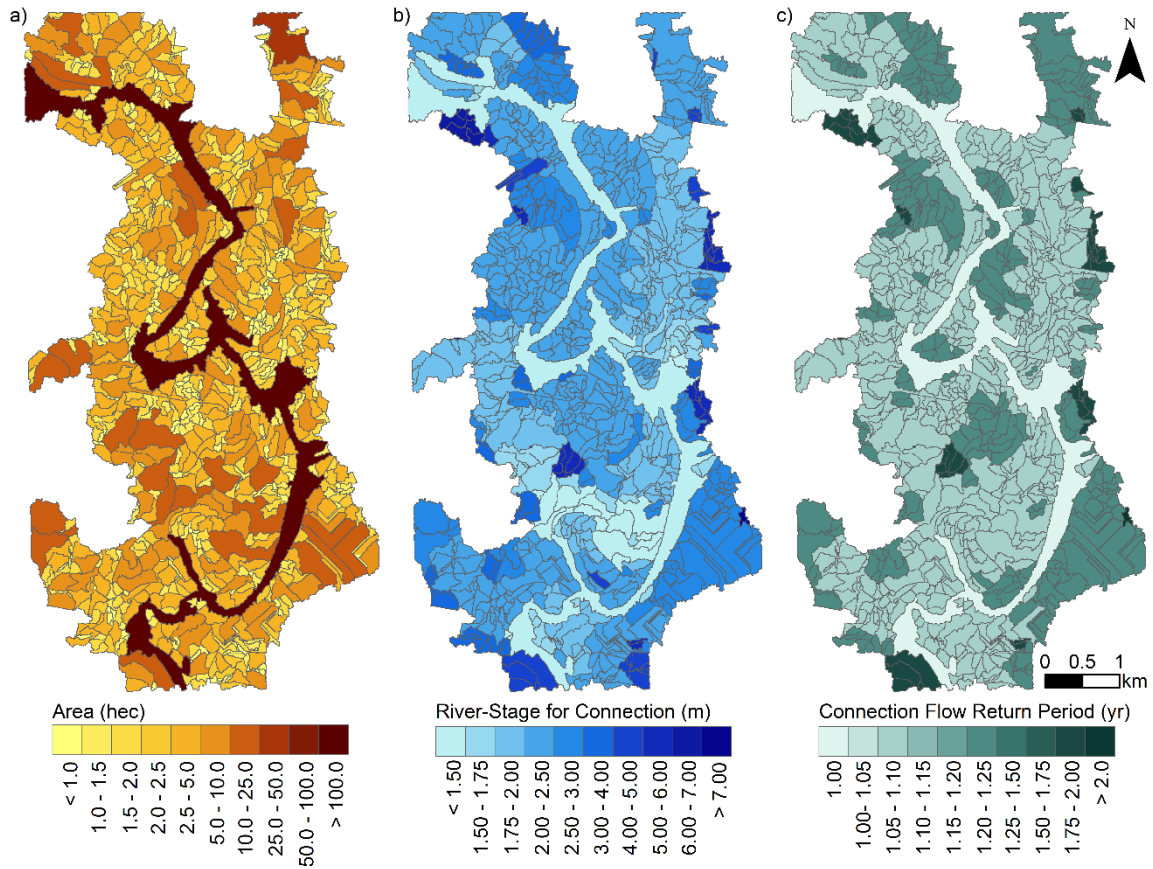 a)
b)
c)
N
0 0.5 1
km
Area (hec)
< 1.0
1.0 - 1.5
1.5 - 2.0
2.0 - 2.5
2.5 - 5.0
5.0 - 10.0
10.0 - 25.0
25.0 - 50.0
50.0 - 100.0
> 100.0
River-Stage for Connection (m)
< 1.50
1.50 - 1.75
1.75 - 2.00
2.00 - 2.50
2.50 - 3.00
3.00 - 4.00
4.00 - 5.00
5.00 - 6.00
6.00 - 7.00
> 7.00
Connection Flow Return Period (yr)
1.00
1.00 - 1.05
1.05 - 1.10
1.10 - 1.15
1.15 - 1.20
1.20 - 1.25
1.25 - 1.50
1.50 - 1.75
1.75 - 2.00
> 2.0